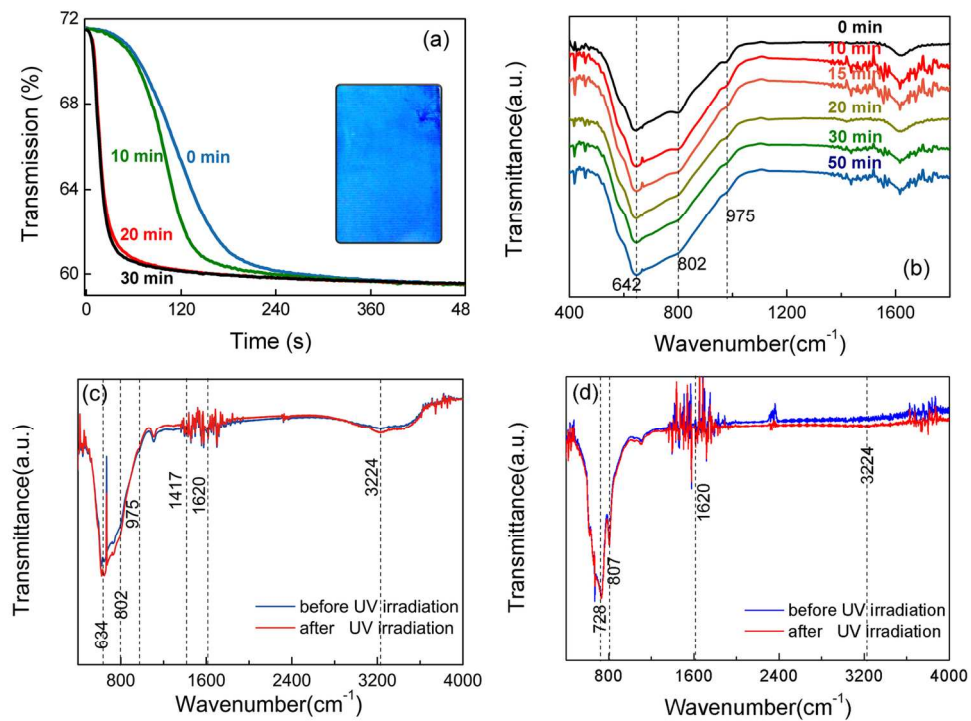 (a)
72
68
64
60
Transmission (%)
0 min
10 min
20 min
30 min
0
120
240
360
48
Time (s)
(b)
0 min
10 min
15 min
20 min
30 min
50 min
Transmittance(a.u.)
642
802
975
400
800
1200
1600
Wavenumber(cm⁻¹)
(c)
Transmittance(a.u.)
634
802
975
1417
1620
3224
before UV irradiation
after UV irradiation
800
1600
2400
3200
4000
Wavenumber(cm⁻¹)
(d)
Transmittance(a.u.)
728
807
1620
3224
before UV irradiation
after UV irradiation
800
1600
2400
3200
4000
Wavenumber(cm⁻¹)